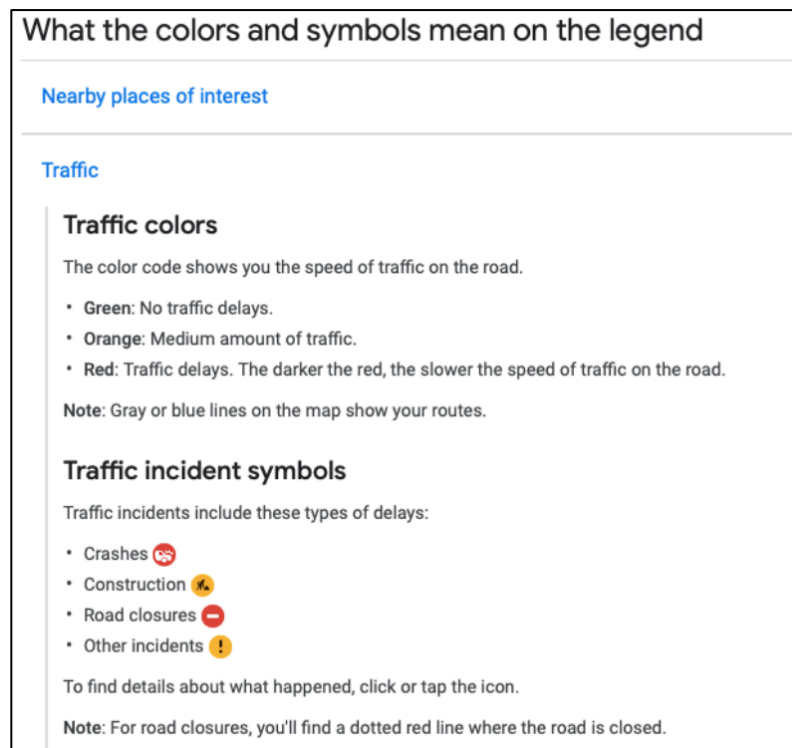 What the colors and symbols mean on the legend
Nearby places of interest
Traffic
Traffic colors
The color code shows you the speed of traffic on the road.
• Green: No traffic delays.
• Orange: Medium amount of traffic.
• Red: Traffic delays. The darker the red, the slower the speed of traffic on the road.
Note: Gray or blue lines on the map show your routes.
Traffic incident symbols
Traffic incidents include these types of delays:
• Crashes
• Construction
• Road closures
• Other incidents
To find details about what happened, click or tap the icon.
Note: For road closures, you'll find a dotted red line where the road is closed.